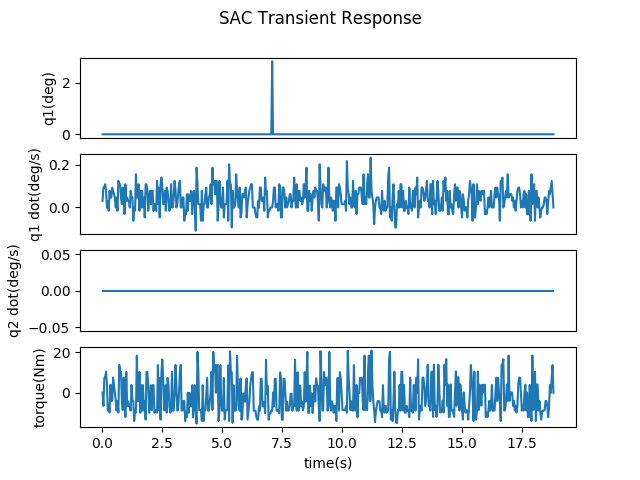 SAC Transient Response
q1(deg)
2
0
q1 dot(deg/s)
0.2
0.0
q2 dot(deg/s)
0.05
0.00
−0.05
torque(Nm)
20
0
0.0 2.5 5.0 7.5 10.0 12.5 15.0 17.5
time(s)